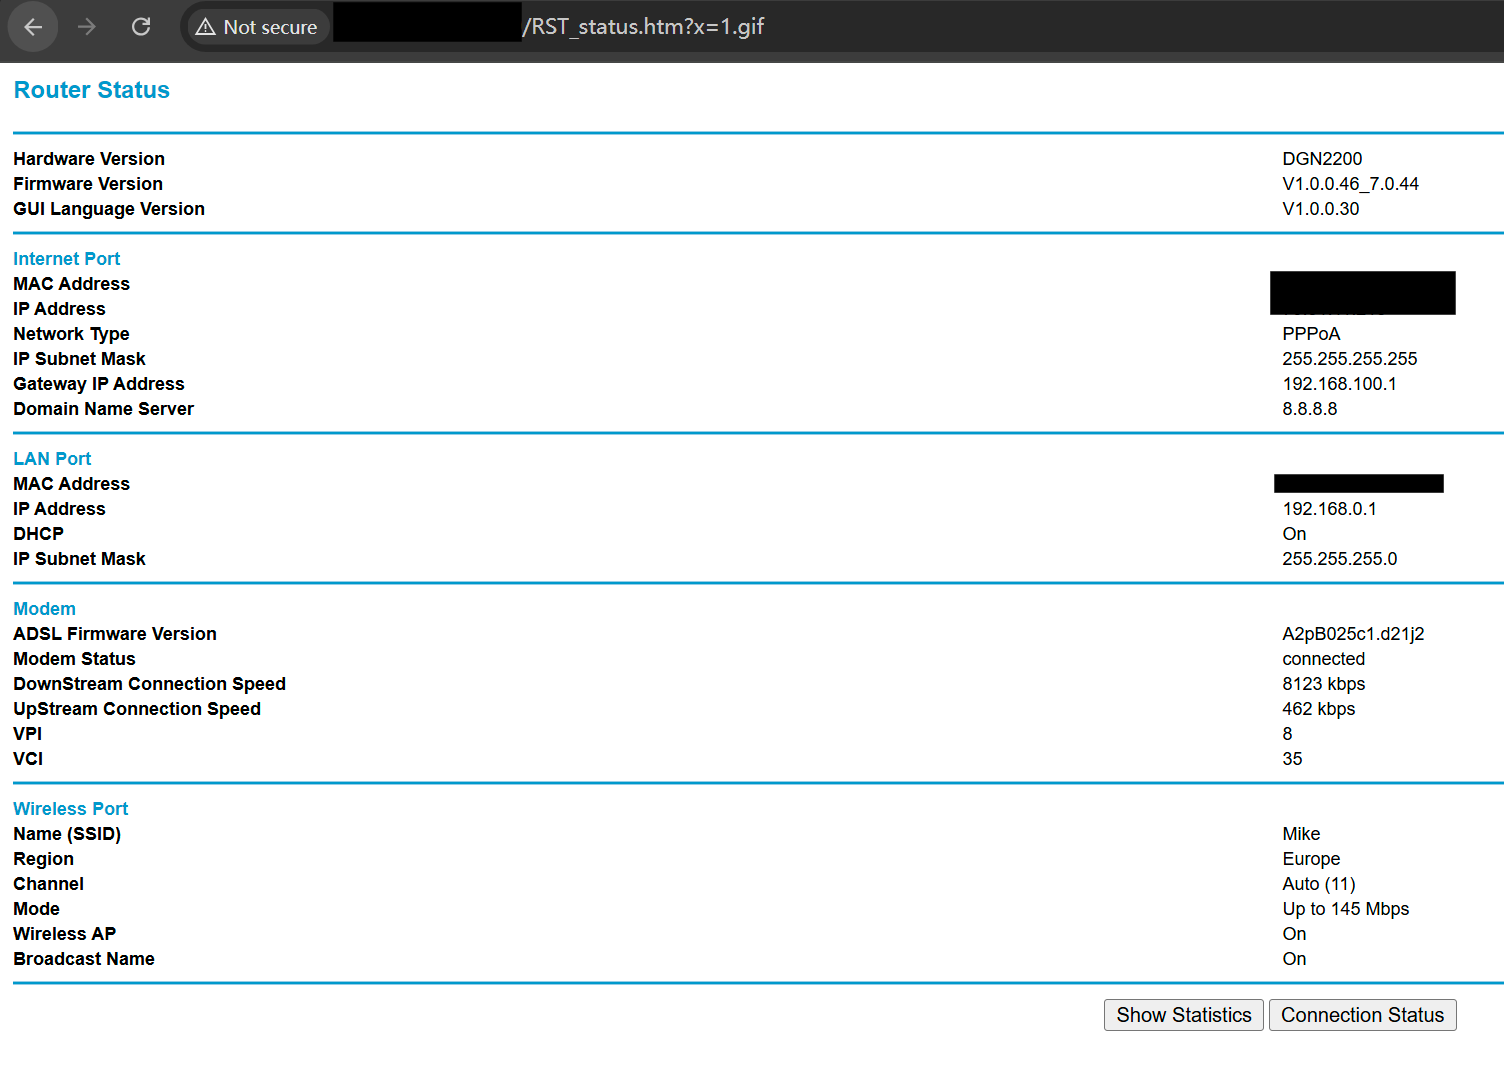 Not secure /RST_status.htm?x=1.gif
Router Status
Hardware Version DGN2200
Firmware Version V1.0.0.46_7.0.44
GUI Language Version V1.0.0.30
Internet Port
MAC Address
IP Address
Network Type PPPoA
IP Subnet Mask 255.255.255.255
Gateway IP Address 192.168.100.1
Domain Name Server 8.8.8.8
LAN Port
MAC Address
IP Address 192.168.0.1
DHCP On
IP Subnet Mask 255.255.255.0
Modem
ADSL Firmware Version A2pB025c1.d21j2
Modem Status connected
DownStream Connection Speed 8123 kbps
UpStream Connection Speed 462 kbps
VPI 8
VCI 35
Wireless Port
Name (SSID) Mike
Region Europe
Channel Auto (11)
Mode Up to 145 Mbps
Wireless AP On
Broadcast Name On
Show Statistics Connection Status